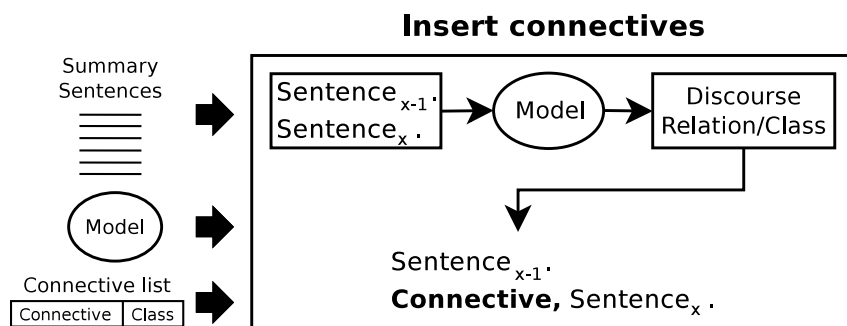 Insert connectives
Summary
Sentences
Model
Connective list
Connective Class
Sentence x-1.
Sentence x.
Model
Discourse
Relation/Class
Sentence x-1.
Connective, Sentence x.